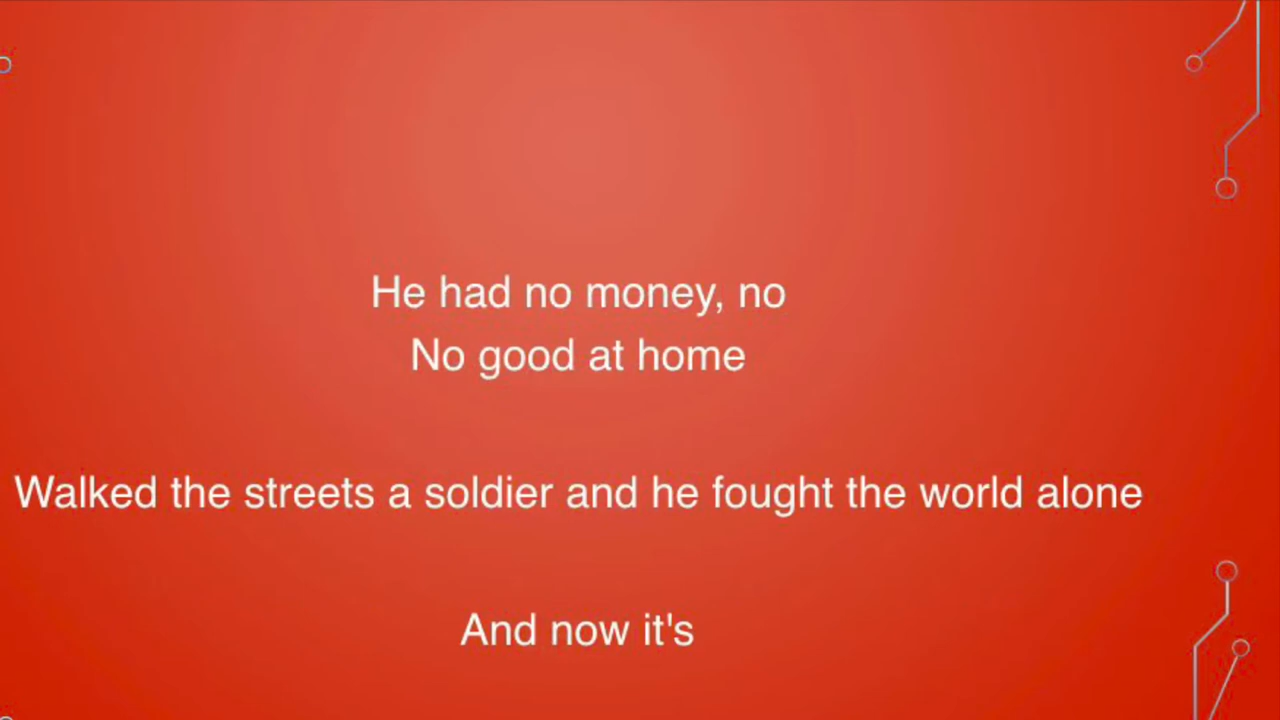 He had no money, no
No good at home
Walked the streets a soldier and he fought the world alone
And now it's